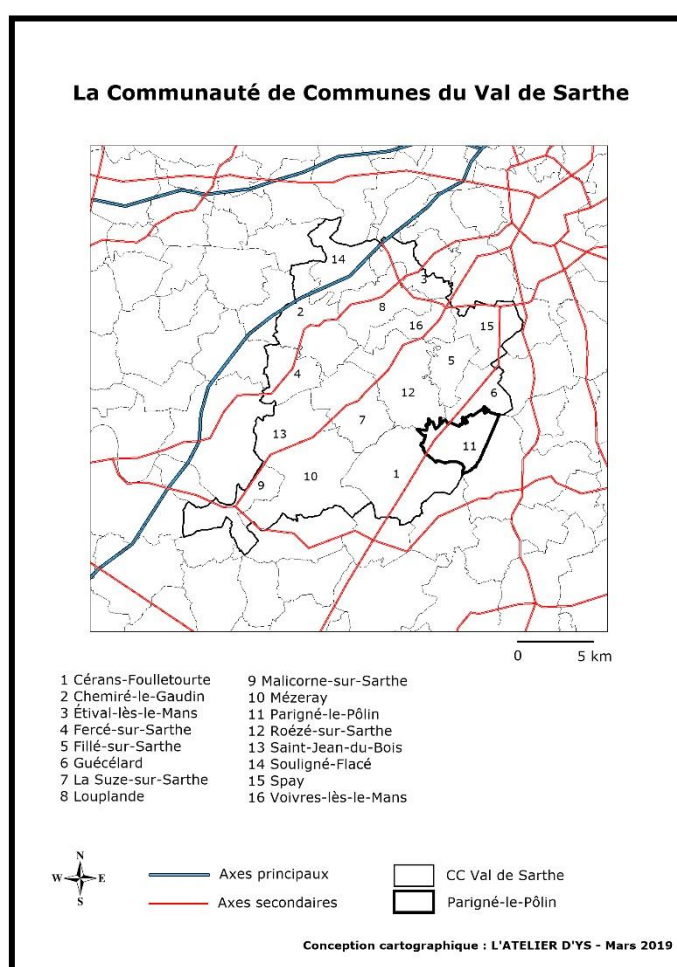 La Communauté de Communes du Val de Sarthe
14
3
2
8
16
15
5
4
6
12
7
13
11
1
10
9
0 5 km
1 Cérans-Foulletourte
2 Chemiré-le-Gaudin
3 Étival-lès-le-Mans
4 Fercé-sur-Sarthe
5 Fillé-sur-Sarthe
6 Guécélard
7 La Suze-sur-Sarthe
8 Louplande
9 Malicorne-sur-Sarthe
10 Mézeray
11 Parigné-le-Pôlin
12 Roézé-sur-Sarthe
13 Saint-Jean-du-Bois
14 Souligné-Flacé
15 Spay
16 Voivres-lès-le-Mans
N
W E
S
Axes principaux
Axes secondaires
CC Val de Sarthe
Parigné-le-Pôlin
Conception cartographique : L'ATELIER D'YS - Mars 2019